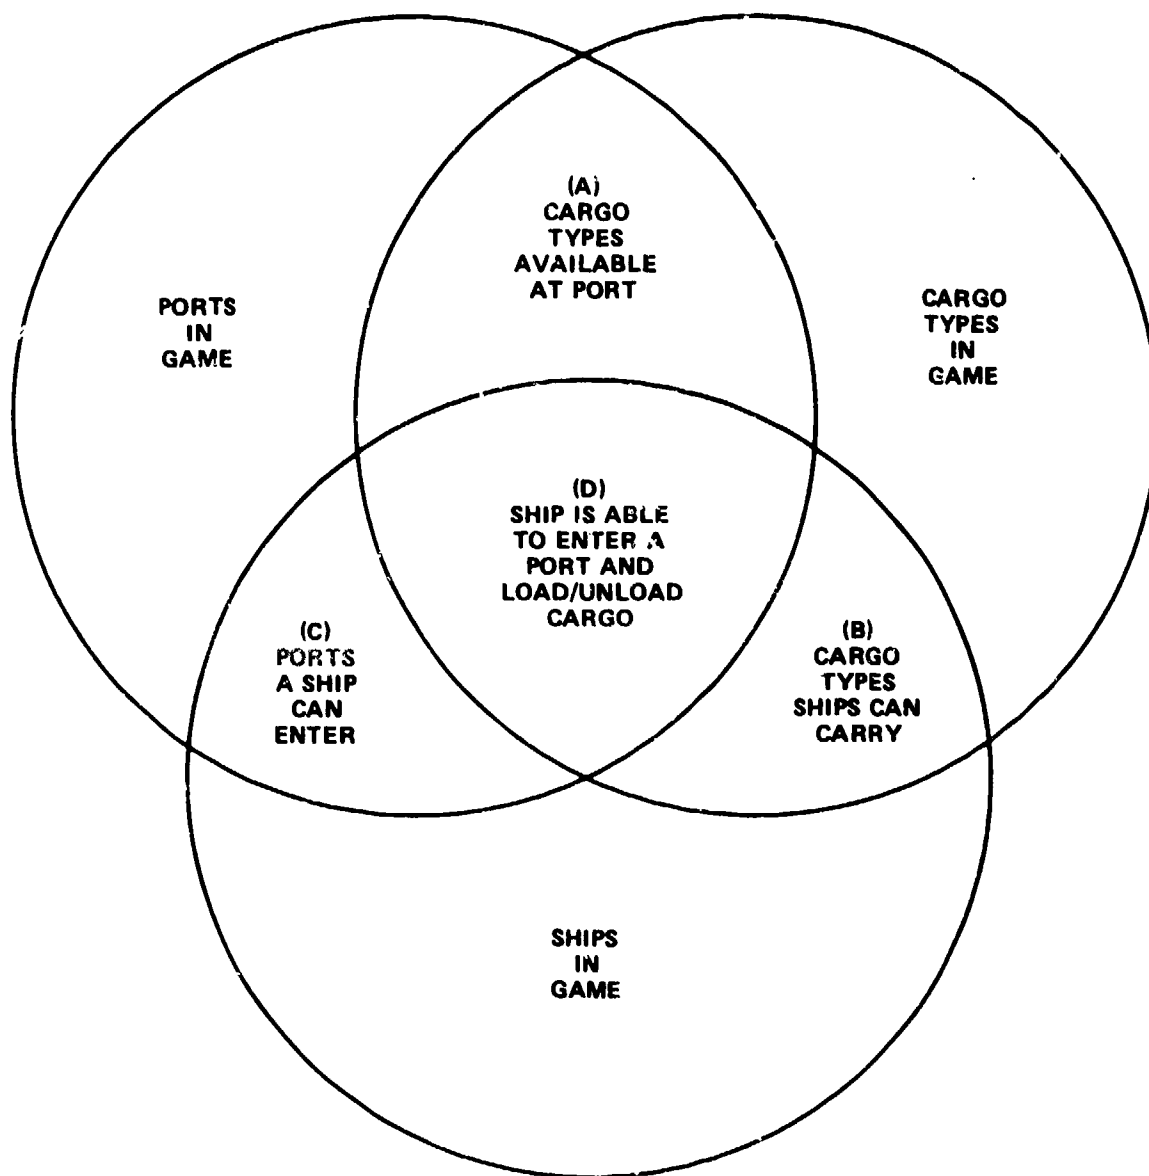 (A)
CARGO
TYPES
AVAILABLE
AT PORT
PORTS
IN
GAME
CARGO
TYPES
IN
GAME
(D)
SHIP IS ABLE
TO ENTER A
PORT AND
LOAD/UNLOAD
CARGO
(C)
PORTS
A SHIP
CAN
ENTER
(B)
CARGO
TYPES
SHIPS CAN
CARRY
SHIPS
IN
GAME